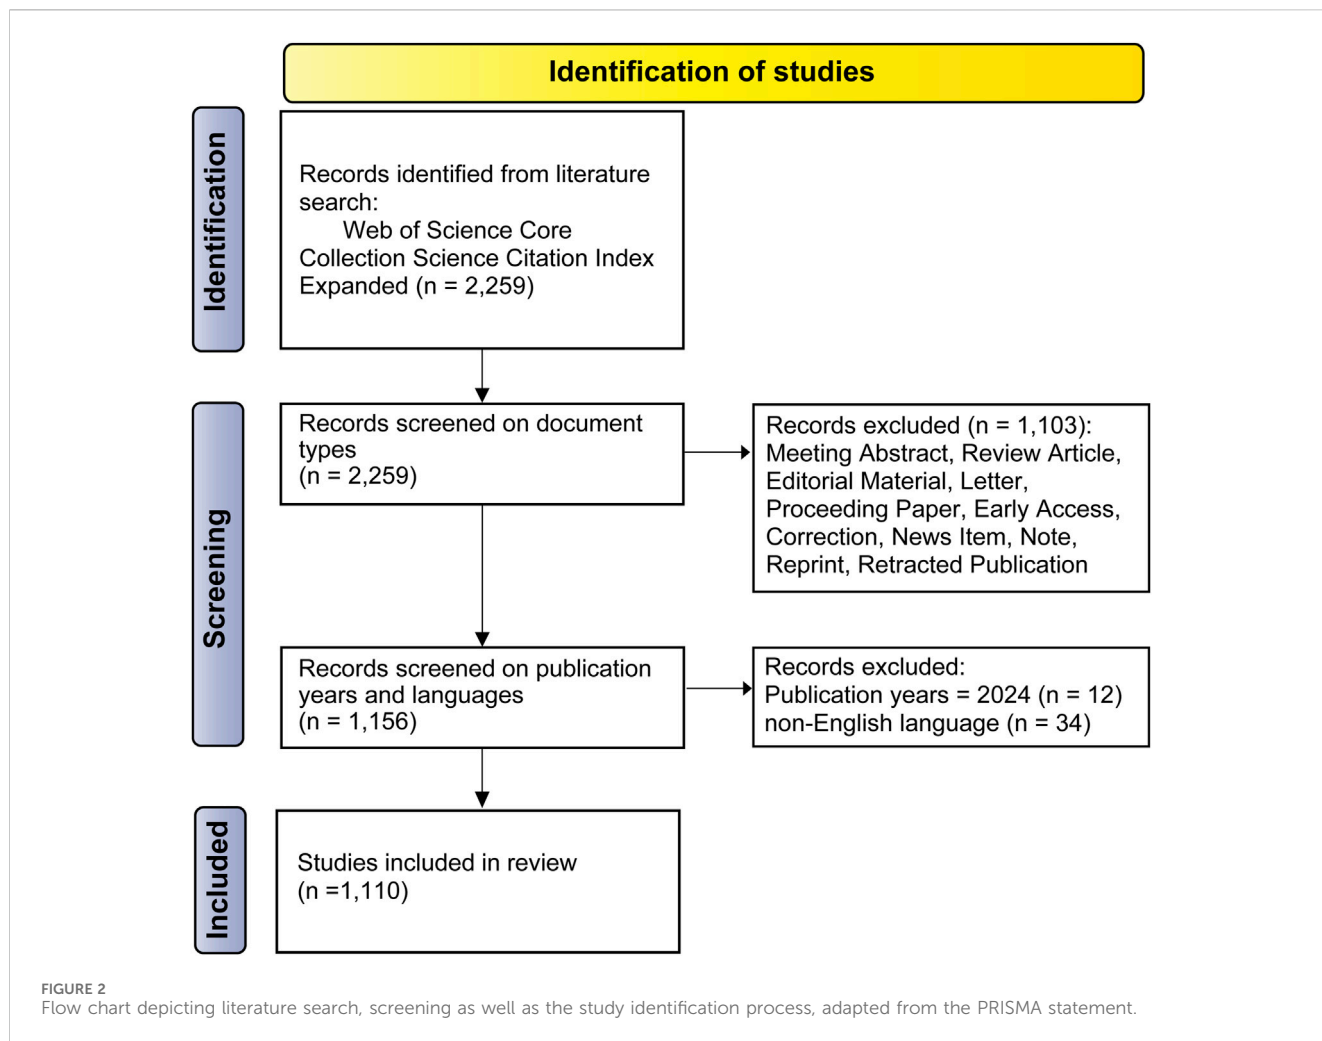 Identification of studies
Identification
Records identified from literature
search:
Web of Science Core
Collection Science Citation Index
Expanded (n = 2,259)
Screening
Records screened on document
types
(n = 2,259)
Records excluded (n = 1,103):
Meeting Abstract, Review Article,
Editorial Material, Letter,
Proceeding Paper, Early Access,
Correction, News Item, Note,
Reprint, Retracted Publication
Records screened on publication
years and languages
(n = 1,156)
Records excluded:
Publication years = 2024 (n = 12)
non-English language (n = 34)
Included
Studies included in review
(n =1,110)
FIGURE 2
Flow chart depicting literature search, screening as well as the study identification process, adapted from the PRISMA statement.